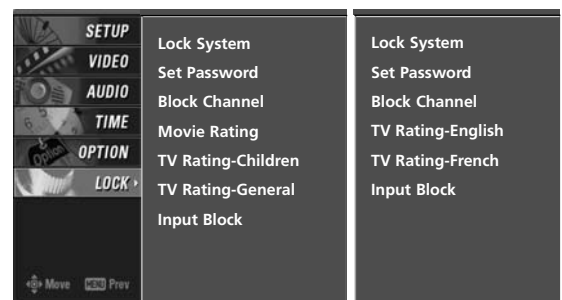 SETUP
VIDEO
AUDIO
TIME
Option OPTION
LOCK
Move MENU Prev
Lock System
Set Password
Block Channel
Movie Rating
TV Rating-Children
TV Rating-General
Input Block
Lock System
Set Password
Block Channel
TV Rating-English
TV Rating-French
Input Block